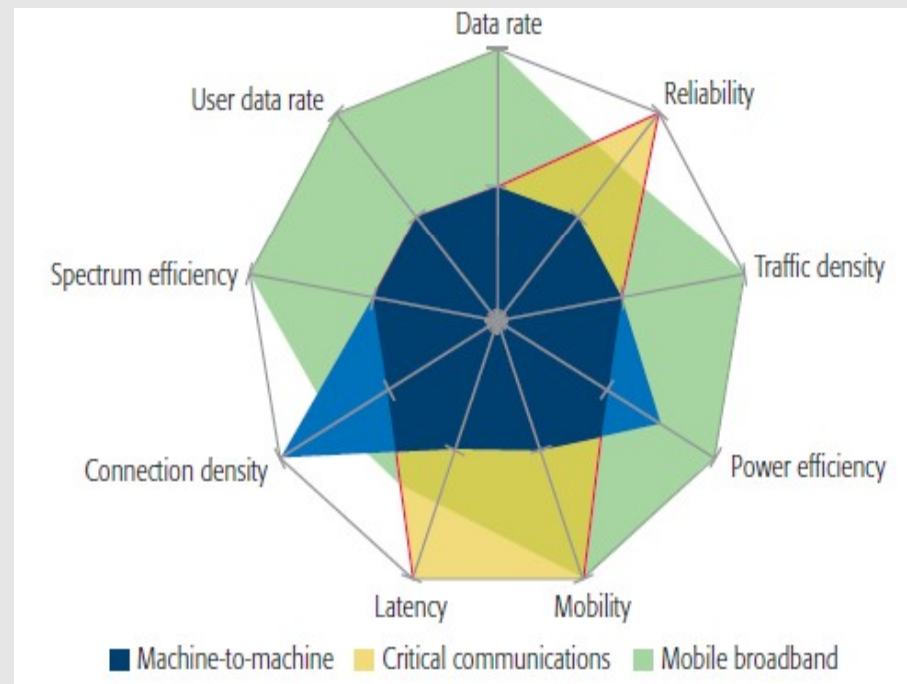 Data rate
User data rate
Reliability
Spectrum efficiency
Traffic density
Connection density
Power efficiency
Latency
Mobility
Machine-to-machine
Critical communications
Mobile broadband